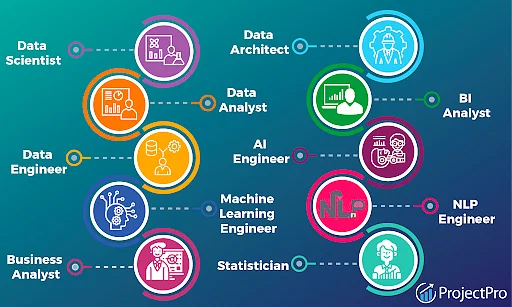 Data
Scientist
Data
Analyst
Data
Engineer
Machine
Learning
Engineer
Business
Analyst
Data
Architect
BI
Analyst
AI
Engineer
NLP
NLP
Engineer
Statistician
ProjectPro